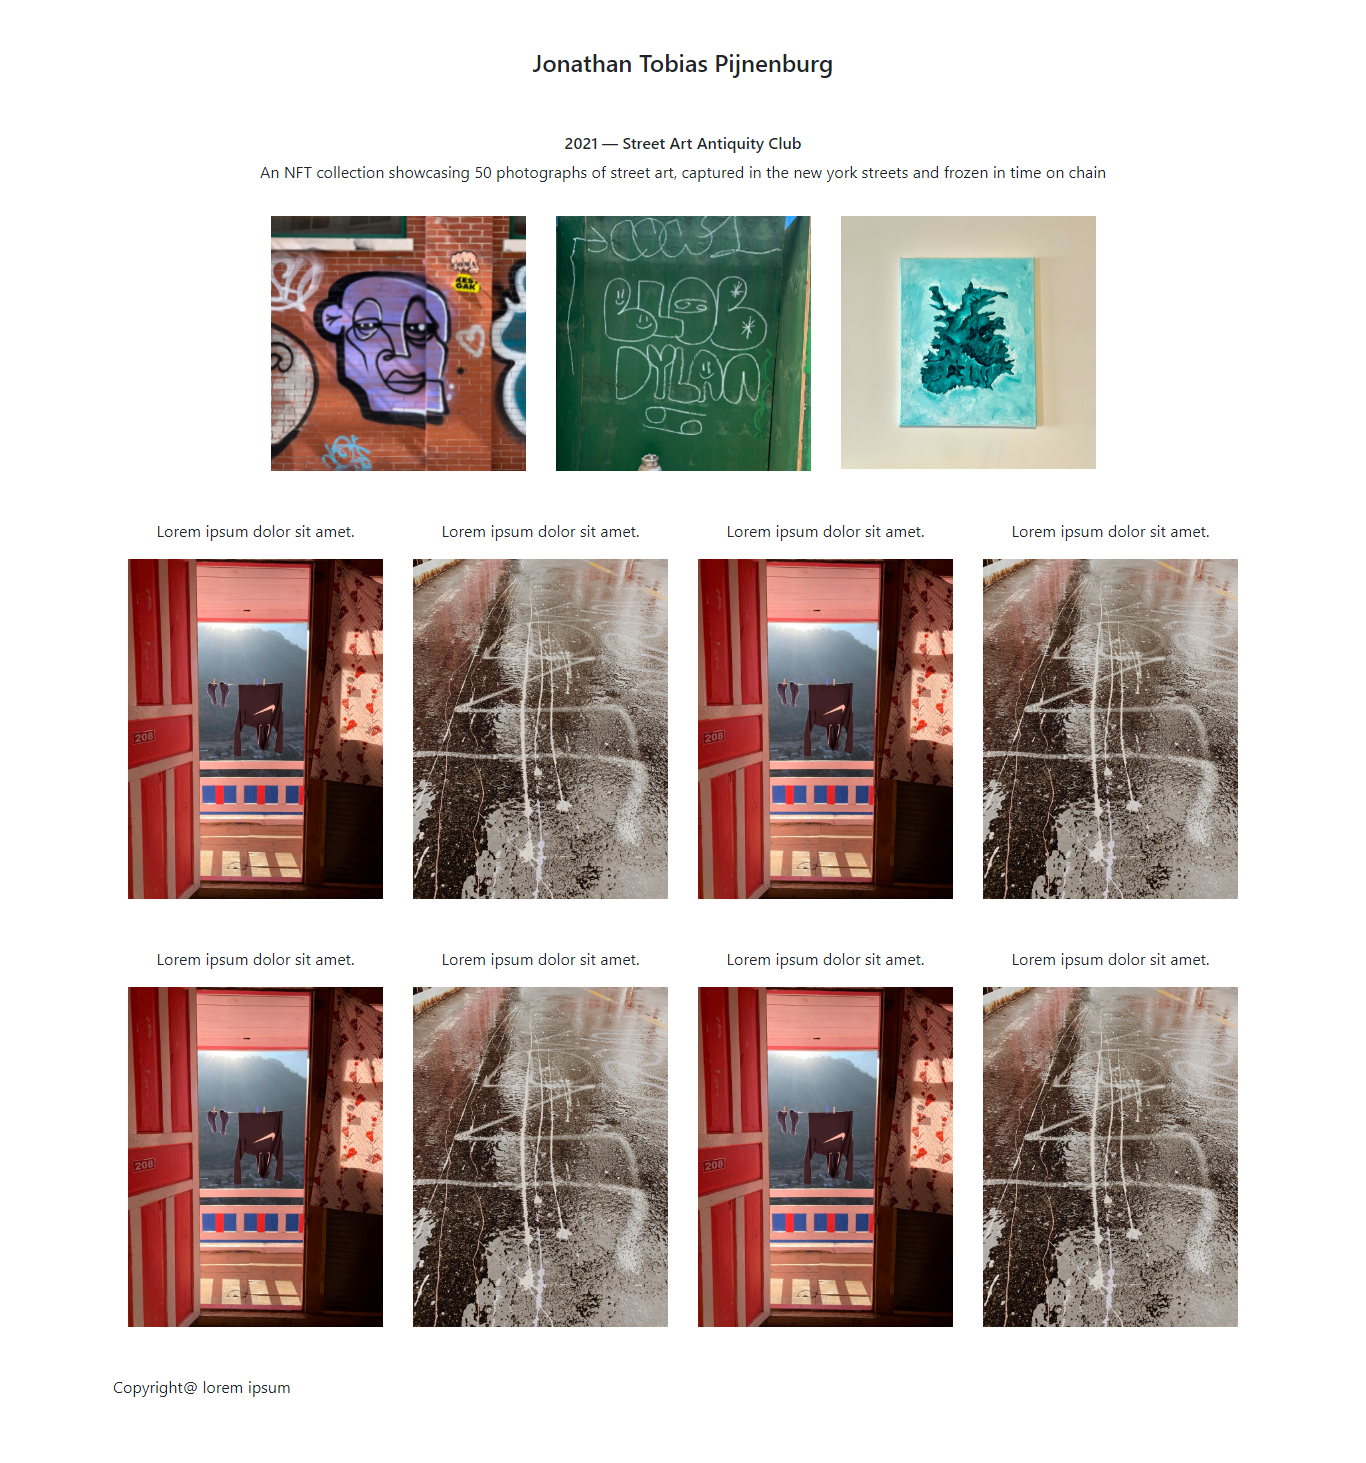 Jonathan Tobias Pijnenburg
2021 — Street Art Antiquity Club
An NFT collection showcasing 50 photographs of street art, captured in the new york streets and frozen in time on chain
KES.
GAK
BLOB
DYLAN
Lorem ipsum dolor sit amet.
Lorem ipsum dolor sit amet.
Lorem ipsum dolor sit amet.
Lorem ipsum dolor sit amet.
208
208
Lorem ipsum dolor sit amet.
Lorem ipsum dolor sit amet.
Lorem ipsum dolor sit amet.
Lorem ipsum dolor sit amet.
208
208
Copyright@ lorem ipsum